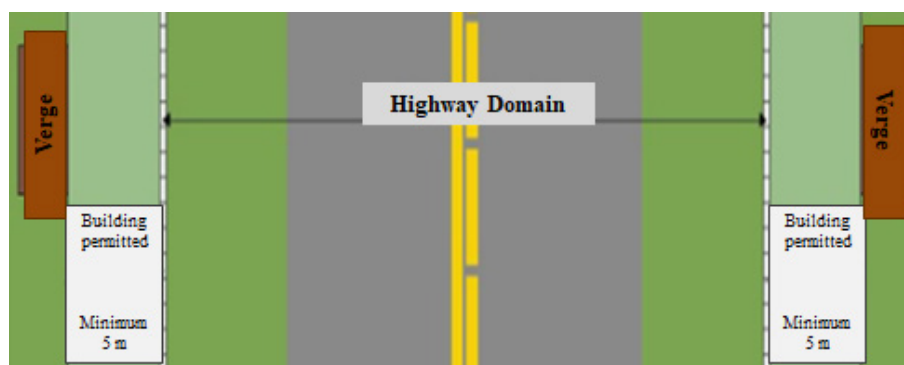 Highway Domain
Verge
Verge
Building
permitted
Minimum
5 m
Building
permitted
Minimum
5 m